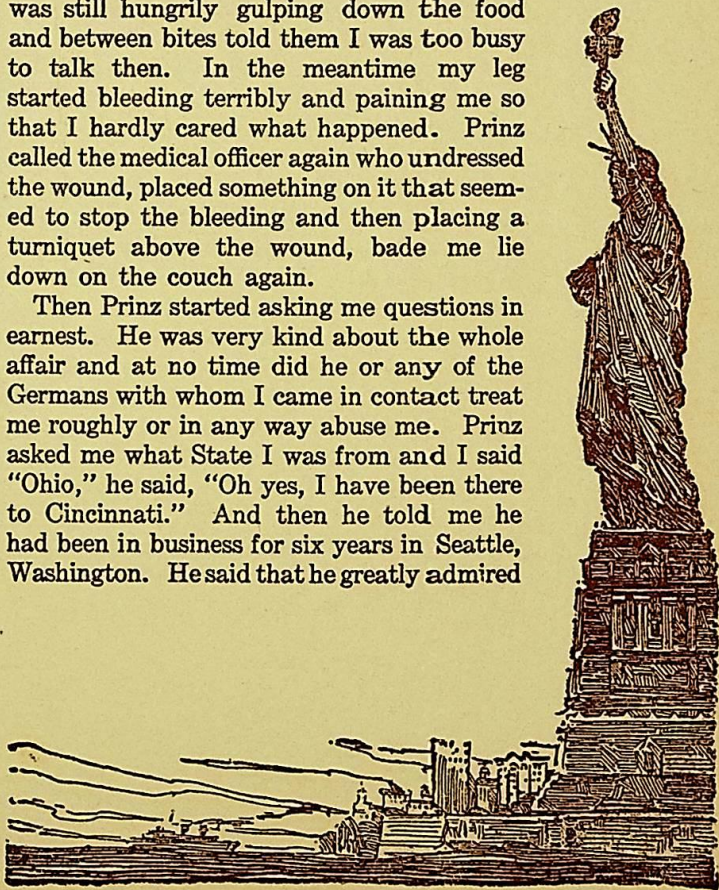 was still hungrily gulping down the food
and between bites told them I was too busy
to talk then. In the meantime my leg
started bleeding terribly and paining me so
that I hardly cared what happened. Prinz
called the medical officer again who undressed
the wound, placed something on it that seem-
ed to stop the bleeding and then placing a
turniquet above the wound, bade me lie
down on the couch again.
Then Prinz started asking me questions in
earnest. He was very kind about the whole
affair and at no time did he or any of the
Germans with whom I came in contact treat
me roughly or in any way abuse me. Prinz
asked me what State I was from and I said
“Ohio,” he said, “Oh yes, I have been there
to Cincinnati.” And then he told me he
had been in business for six years in Seattle,
Washington. He said that he greatly admired